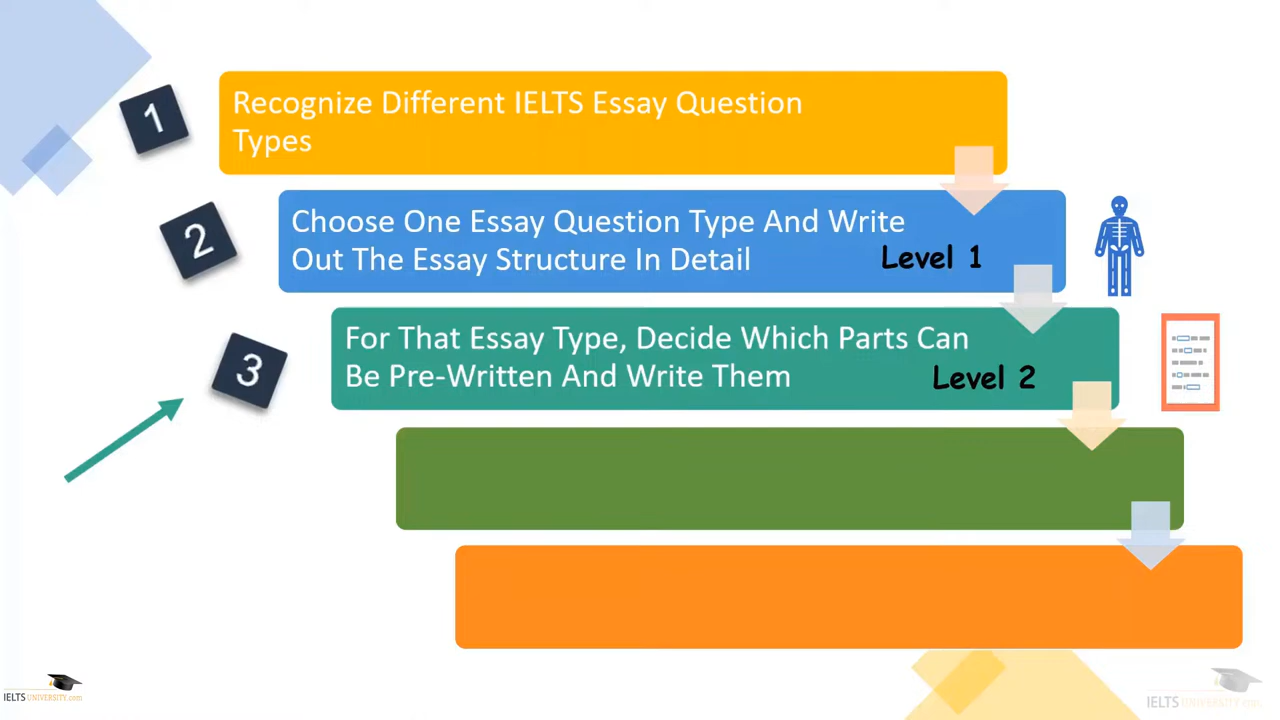 1
Recognize Different IELTS Essay Question
Types
2
Choose One Essay Question Type And Write
Out The Essay Structure In Detail
Level 1
3
For That Essay Type, Decide Which Parts Can
Be Pre-Written And Write Them
Level 2
IELTS UNIVERSITY.com
IELTS UNIVERSITY.com